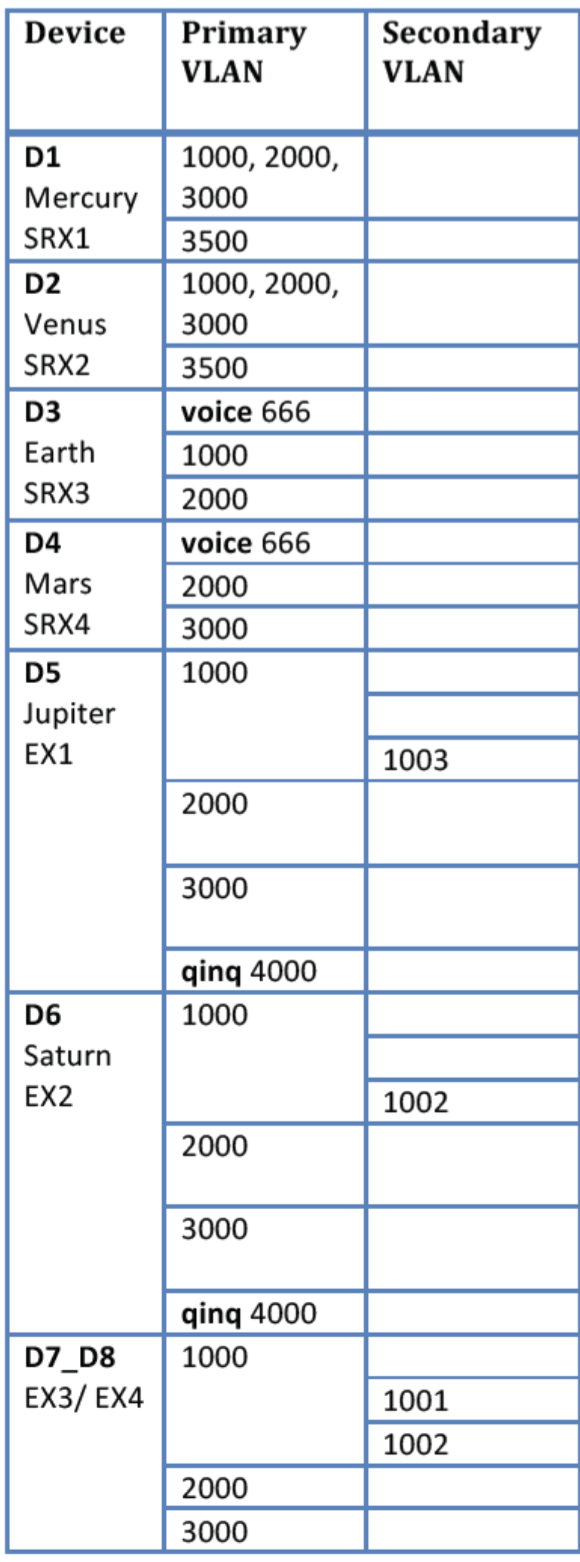 Device Primary VLAN Secondary VLAN
D1 Mercury SRX1
1000, 2000,
3000
3500
D2 Venus SRX2
1000, 2000,
3000
3500
D3 Earth SRX3
voice 666
1000
2000
D4 Mars SRX4
voice 666
2000
3000
D5 Jupiter EX1
1000
1003
2000
3000
qinq 4000
D6 Saturn EX2
1000
1002
2000
3000
qinq 4000
D7_D8 EX3/ EX4
1000
1001
1002
2000
3000